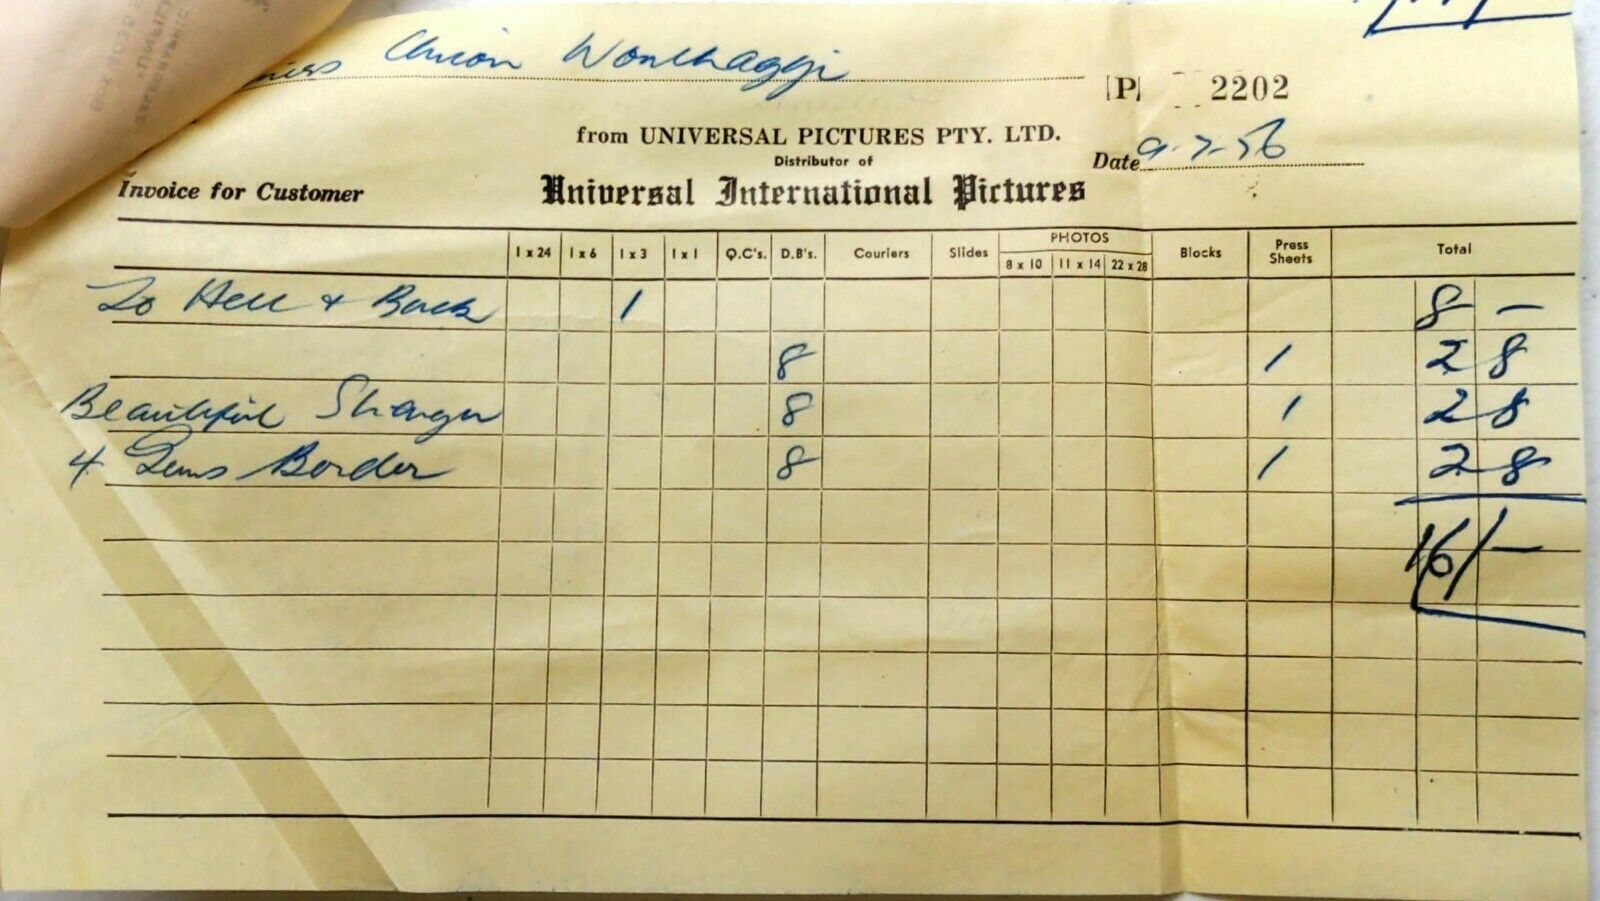 Union Wonthaggi
P 2202
from UNIVERSAL PICTURES PTY. LTD.
Distributor of
Date 9-7-56
Invoice for Customer
Universal International Pictures
1 x 24 1 x 6 1 x 3 1 x 1 Q.C's. D.B's. Couriers Slides PHOTOS Blocks Press Sheets Total
8 x 10 11 x 14 22 x 28
To Hell & Back 1 8 -
8 1 2 8
Beautiful Stranger 8 1 2 8
4 Guns Border 8 1 2 8
16/-